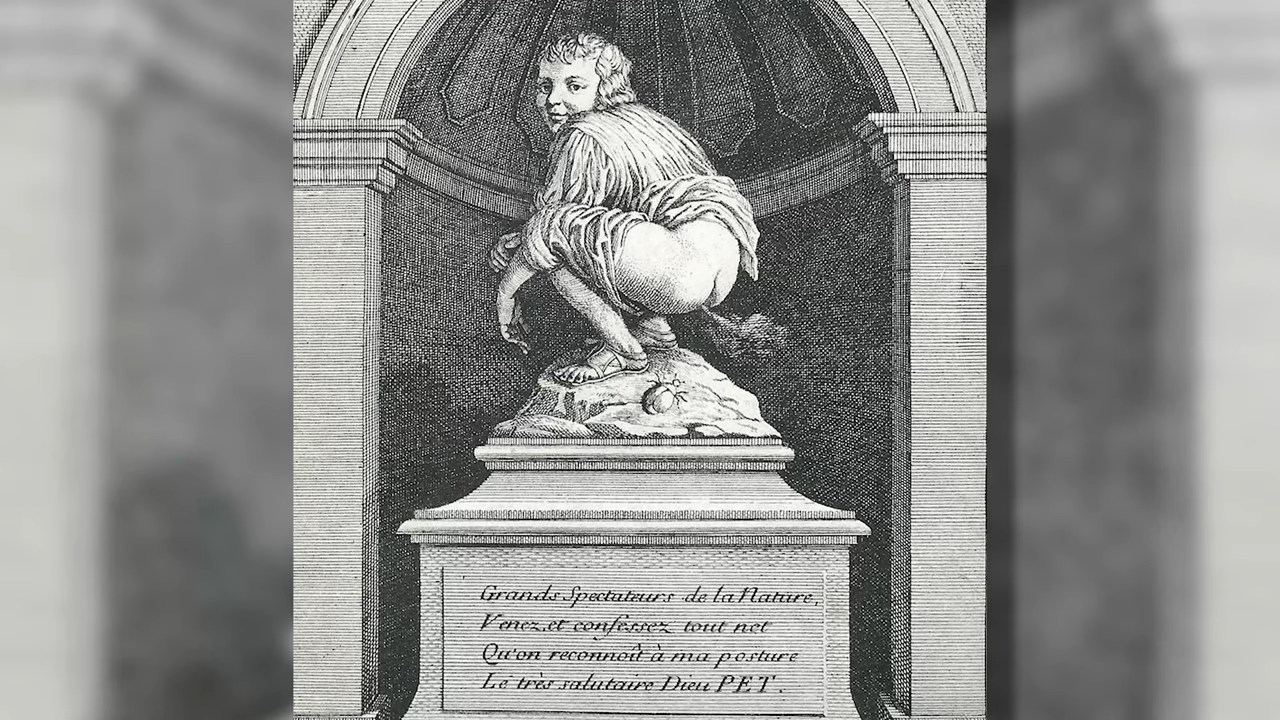 Grands Spectateurs de la Nature,
Venez, et confessez tout net
Qu'on reconnoît à ma posture
Le très salutaire Dieu PET.